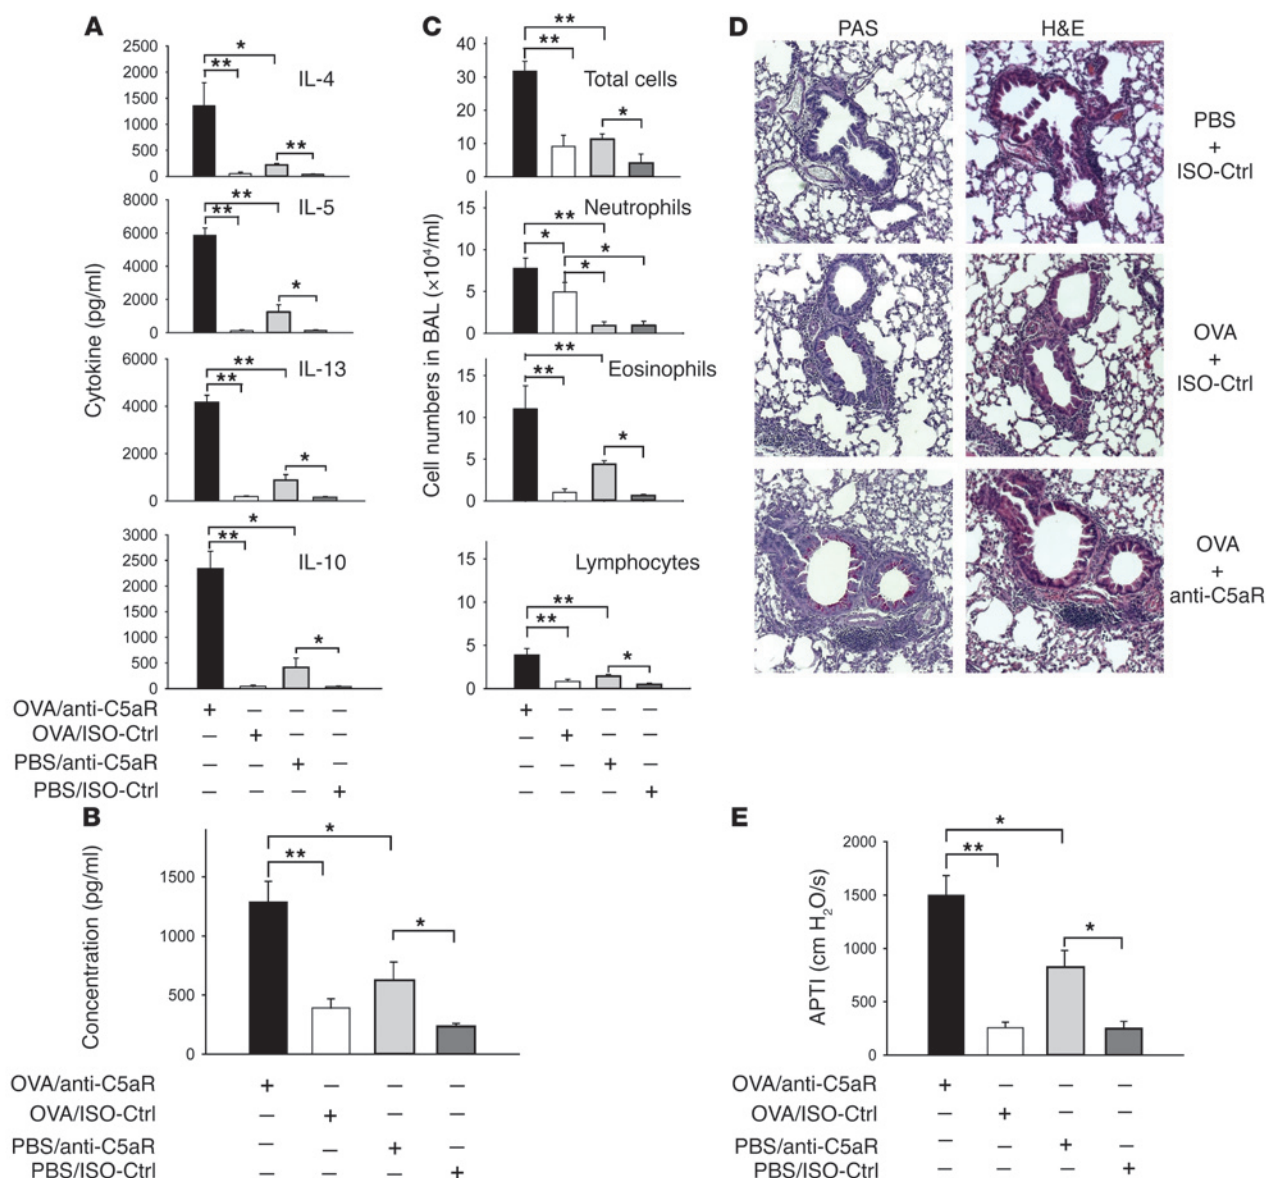 A
Cytokine (pg/ml)
2500
2000
1500
1000
500
0
*
**
**
IL-4
8000
6000
4000
2000
0
**
**
*
IL-5
6000
4000
2000
0
**
**
*
IL-13
3000
2500
2000
1500
1000
500
0
*
**
*
IL-10
OVA/anti-C5aR + – – –
OVA/ISO-Ctrl – + – –
PBS/anti-C5aR – – + –
PBS/ISO-Ctrl – – – +
C
Cell numbers in BAL (×10⁴/ml)
40
30
20
10
0
**
**
*
Total cells
15
10
5
0
**
*
*
*
Neutrophils
15
10
5
0
**
**
*
Eosinophils
15
10
5
0
**
**
*
Lymphocytes
+ – – –
– + – –
– – + –
– – – +
D
PAS H&E
PBS
+
ISO-Ctrl
OVA
+
ISO-Ctrl
OVA
+
anti-C5aR
B
Concentration (pg/ml)
1500
1000
500
0
*
**
*
OVA/anti-C5aR + – – –
OVA/ISO-Ctrl – + – –
PBS/anti-C5aR – – + –
PBS/ISO-Ctrl – – – +
E
APTI (cm H₂O/s)
2000
1500
1000
500
0
*
**
*
OVA/anti-C5aR + – – –
OVA/ISO-Ctrl – + – –
PBS/anti-C5aR – – + –
PBS/ISO-Ctrl – – – +